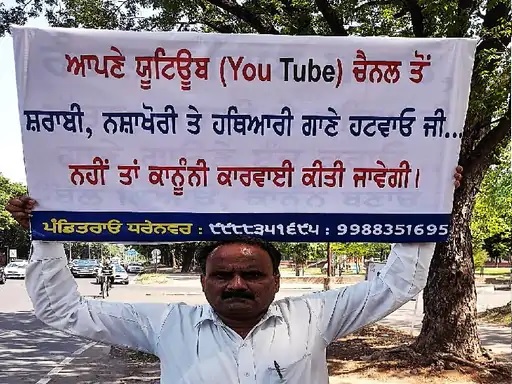 ਆਪਣੇ ਯੂਟਿਊਬ (You Tube) ਚੈਨਲ ਤੋਂ
ਸ਼ਰਾਬੀ, ਨਸ਼ਾਖੋਰੀ ਤੇ ਹਥਿਆਰੀ ਗਾਣੇ ਹਟਵਾਓ ਜੀ...
ਨਹੀਂ ਤਾਂ ਕਾਨੂੰਨੀ ਕਾਰਵਾਈ ਕੀਤੀ ਜਾਵੇਗੀ।
ਪੰਡਿਤਰਾਓ ਧਰੇਨਵਰ : ੯੯੮੮੩੫੧੬੯੫ : 9988351695